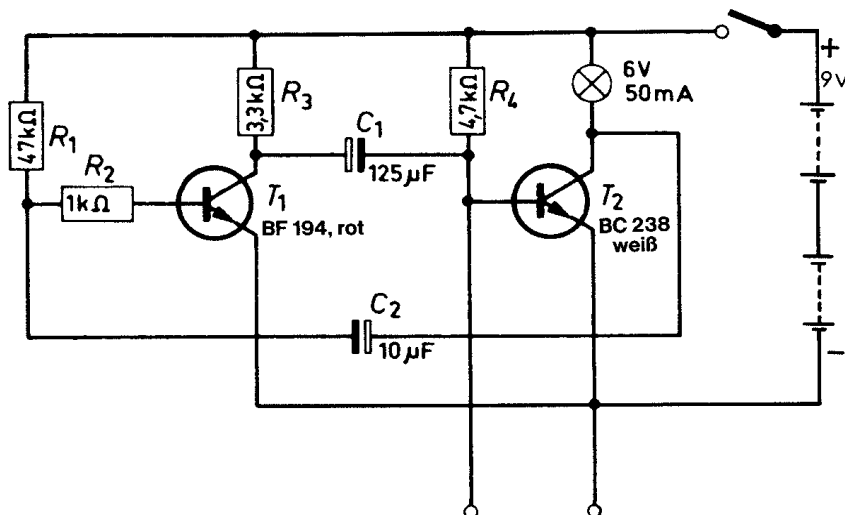 6V
50mA
+
9V
47kΩ
R1
R2
1kΩ
3,3kΩ
R3
C1
125µF
4,7kΩ
R4
T1
BF 194, rot
T2
BC 238
weiß
C2
10µF
−